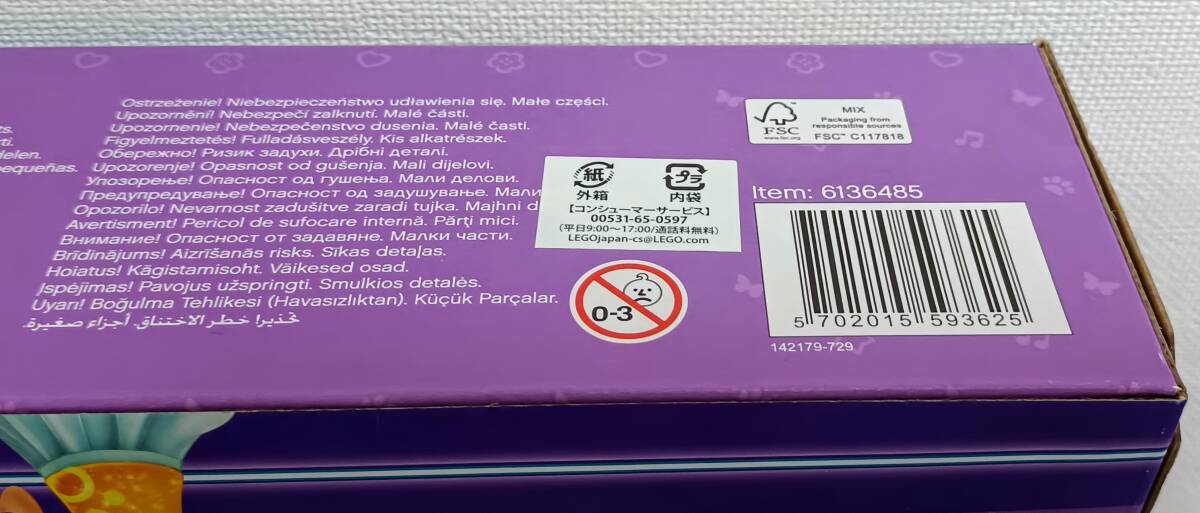 ts.
ti.
elen.
pequeñas.
Ostrzeżenie! Niebezpieczeństwo udławienia się. Małe części.
Upozornění! Nebezpečí zalknutí. Malé části.
Upozornenie! Nebezpečenstvo dusenia. Malé časti.
Figyelmeztetés! Fulladásveszély. Kis alkatrészek.
Обережно! Ризик задухи. Дрібні деталі.
Upozorenje! Opasnost od gušenja. Mali dijelovi.
Упозорење! Опасност од гушења. Мали делови.
Предупредување! Опасност од задушување. Мали
Opozorilo! Nevarnost zadušitve zaradi tujka. Majhni d
Avertisment! Pericol de sufocare internă. Părţi mici.
Внимание! Опасност от задавяне. Малки части.
Brīdinājums! Aizrīšanās risks. Sīkas detaļas.
Hoiatus! Kägistamisoht. Väikesed osad.
Įspėjimas! Pavojus užspringti. Smulkios detalės.
Uyarı! Boğulma Tehlikesi (Havasızlıktan). Küçük Parçalar.
تحذير! خطر الاختناق. أجزاء صغيرة.
紙 プラ
外箱 内袋
【コンシューマーサービス】
00531-65-0597
(平日9:00～17:00/通話料無料)
LEGOjapan-cs@LEGO.com
0-3
FSC
www.fsc.org
MIX
Packaging from
responsible sources
FSC™ C117818
Item: 6136485
5 702015 593625
142179-729